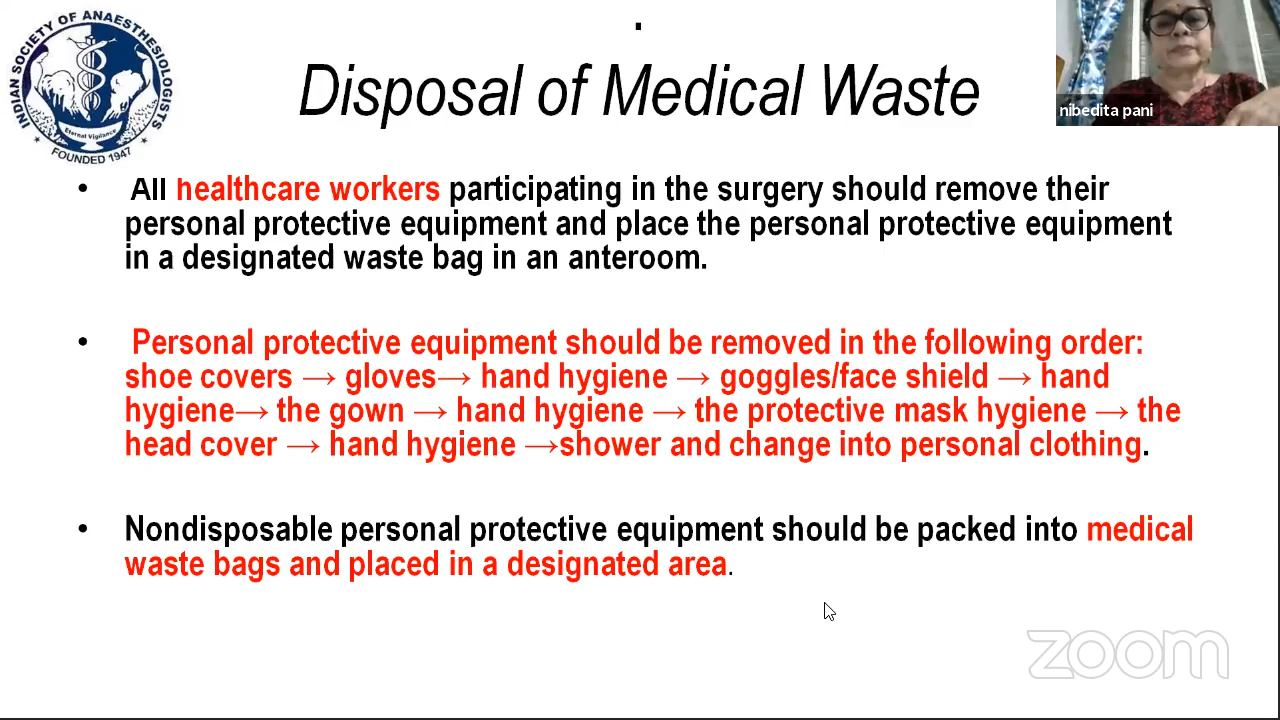 INDIAN SOCIETY OF ANAESTHESIOLOGISTS
Eternal Vigilance
FOUNDED 1947
.
Disposal of Medical Waste
nibedita pani
• All healthcare workers participating in the surgery should remove their
personal protective equipment and place the personal protective equipment
in a designated waste bag in an anteroom.
• Personal protective equipment should be removed in the following order:
shoe covers → gloves→ hand hygiene → goggles/face shield → hand
hygiene→ the gown → hand hygiene → the protective mask hygiene → the
head cover → hand hygiene →shower and change into personal clothing.
• Nondisposable personal protective equipment should be packed into medical
waste bags and placed in a designated area.
zoom